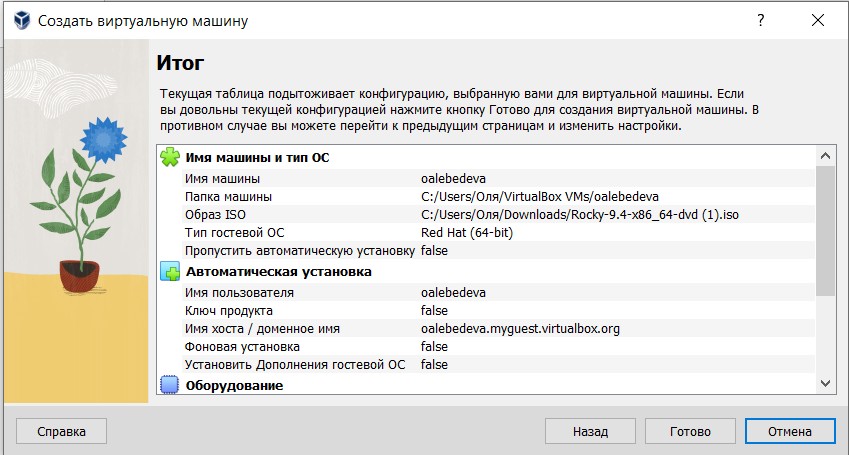 Создать виртуальную машину
?
Итог
Текущая таблица подытоживает конфигурацию, выбранную вами для виртуальной машины. Если
вы довольны текущей конфигурацией нажмите кнопку Готово для создания виртуальной машины. В
противном случае вы можете перейти к предыдущим страницам и изменить настройки.
Имя машины и тип ОС
Имя машины oalebedeva
Папка машины C:/Users/Оля/VirtualBox VMs/oalebedeva
Образ ISO C:/Users/Оля/Downloads/Rocky-9.4-x86_64-dvd (1).iso
Тип гостевой ОС Red Hat (64-bit)
Пропустить автоматическую установку false
Автоматическая установка
Имя пользователя oalebedeva
Ключ продукта false
Имя хоста / доменное имя oalebedeva.myguest.virtualbox.org
Фоновая установка false
Установить Дополнения гостевой ОС false
Оборудование
Справка Назад Готово Отмена